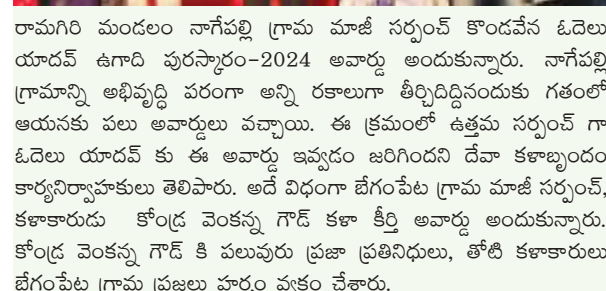 రామగిరి మండలం నాగేపల్లి గ్రామ మాజీ సర్పంచ్ కొండవేన ఓదెలు
యాదవ్ ఉగాది పురస్కారం-2024 అవార్డు అందుకున్నారు. నాగేపల్లి
గ్రామాన్ని అభివృద్ధి పరంగా అన్ని రకాలుగా తీర్చిదిద్దినందుకు గతంలో
ఆయనకు పలు అవార్డులు వచ్చాయి. ఈ క్రమంలో ఉత్తమ సర్పంచ్ గా
ఓదెలు యాదవ్ కు ఈ అవార్డు ఇవ్వడం జరిగిందని దేవా కళాబృందం
కార్యనిర్వాహకులు తెలిపారు. అదే విధంగా బేగంపేట గ్రామ మాజీ సర్పంచ్,
కళాకారుడు కోండ్ర వెంకన్న గౌడ్ కళా కీర్తి అవార్డు అందుకున్నారు.
కోండ్ర వెంకన్న గౌడ్ కి పలువురు ప్రజా ప్రతినిధులు, తోటి కళాకారులు
బేగంపేట గ్రామ ప్రజలు హర్షం వ్యక్తం చేశారు.